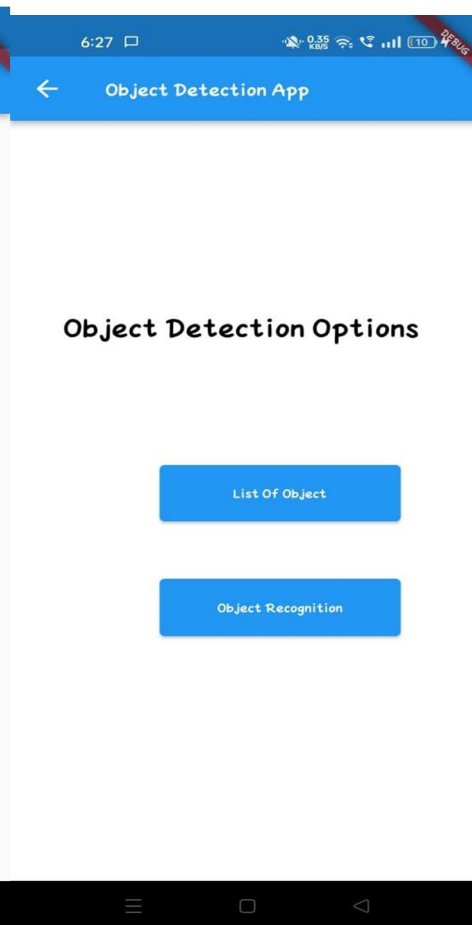 6:27
0.35
KB/S
10
DEBUG
Object Detection App
Object Detection Options
List Of Object
Object Recognition